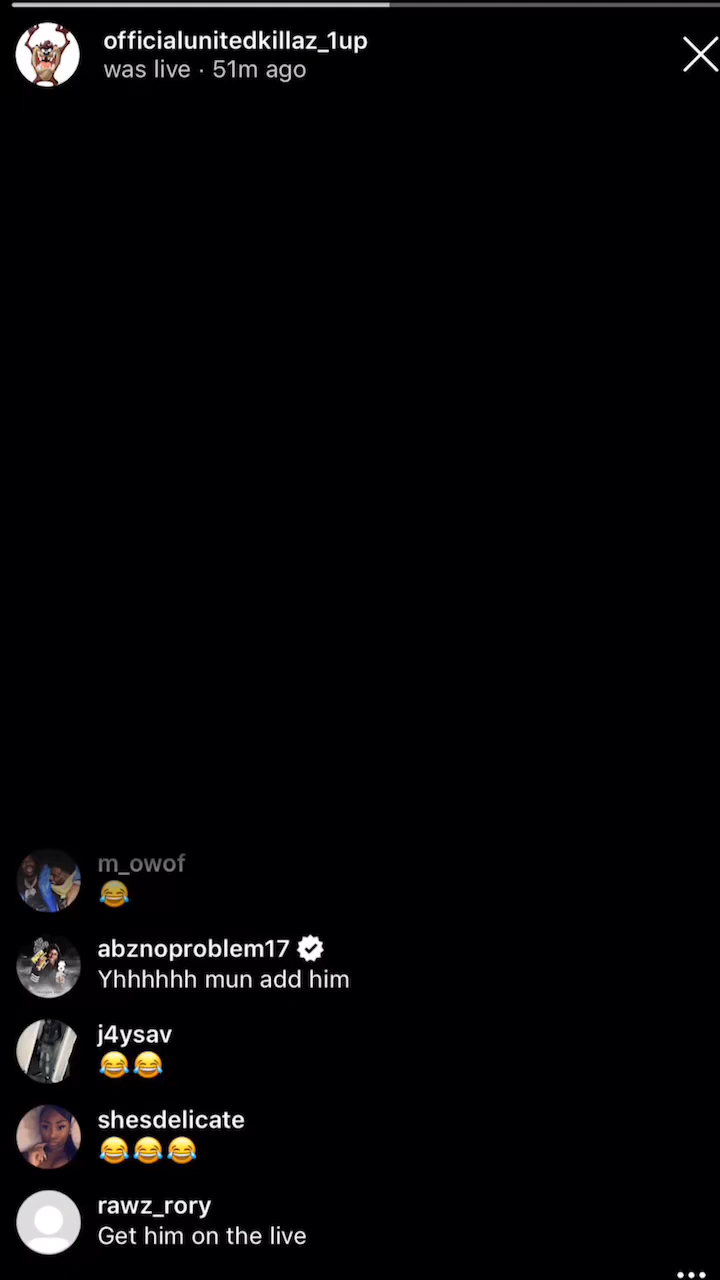 officialunitedkillaz_1up
was live · 51m ago
m_owof
😂
abznoproblem17
Yhhhhhh mun add him
j4ysav
😂😂
shesdelicate
😂😂😂
rawz_rory
Get him on the live